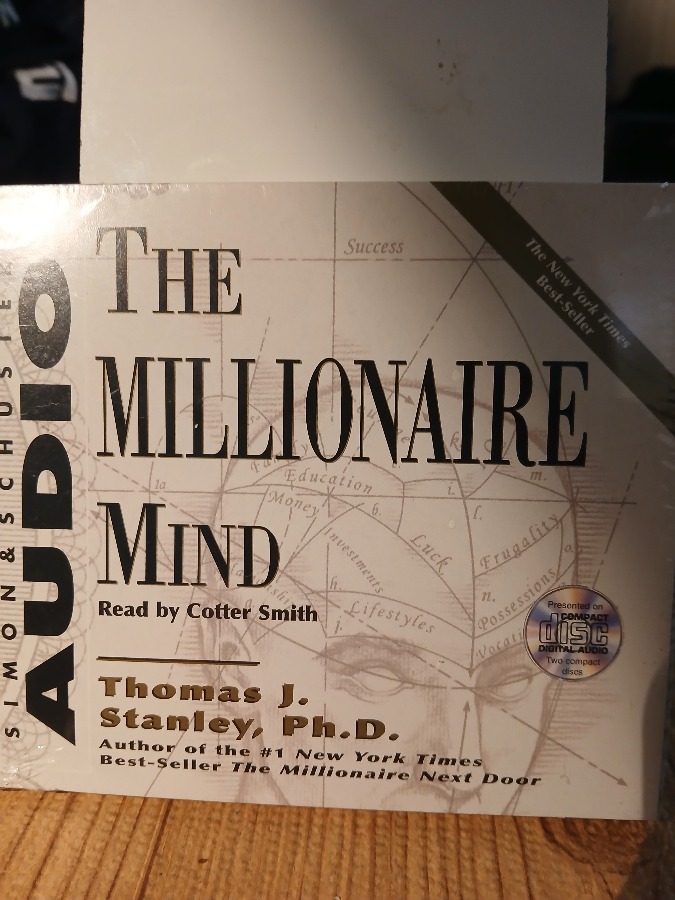 SIMON & SCHUSTER
AUDIO
THE
MILLIONAIRE
MIND
Read by Cotter Smith
Thomas J.
Stanley, Ph.D.
Author of the #1 New York Times
Best-Seller The Millionaire Next Door
The New York Times
Best-Seller
Success
1a
Education
Money
6.
i.
m.
l.
Luck
Frugality
Investments
h.
n.
Possessions
Lifestyles
j.
Presented on
COMPACT
disc
DIGITAL AUDIO
Two compact
discs